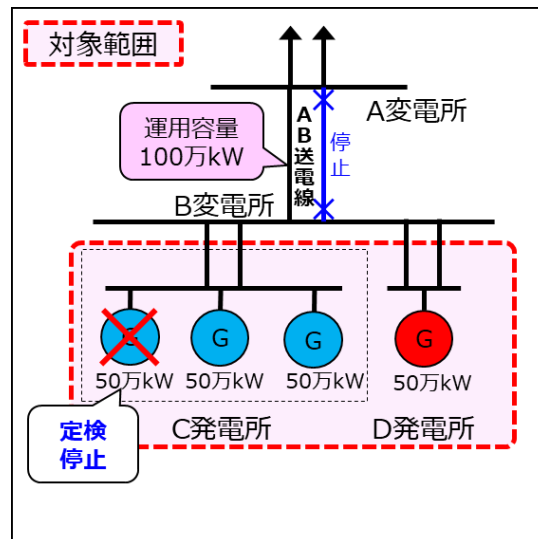 対象範囲
A変電所
運用容量
100万kW
AB送電線
停止
B変電所
G
G
G
G
50万kW
50万kW
50万kW
50万kW
定検
停止
C発電所
D発電所